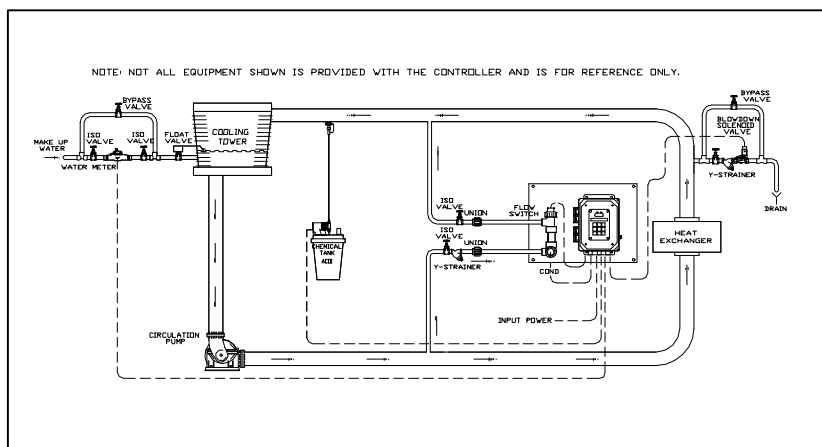 NOTE: NOT ALL EQUIPMENT SHOWN IS PROVIDED WITH THE CONTROLLER AND IS FOR REFERENCE ONLY.
BYPASS
VALVE
MAKE UP
WATER
ISO
VALVE
ISO
VALVE
FLOAT
VALVE
WATER METER
COOLING
TOWER
BYPASS
VALVE
BLOWDOWN
SOLENOID
VALVE
Y-STRAINER
DRAIN
ISO
VALVE
UNION
FLOW
SWITCH
ISO
VALVE
UNION
Y-STRAINER
COND
CHEMICAL
TANK
ACID
HEAT
EXCHANGER
INPUT POWER
CIRCULATION
PUMP